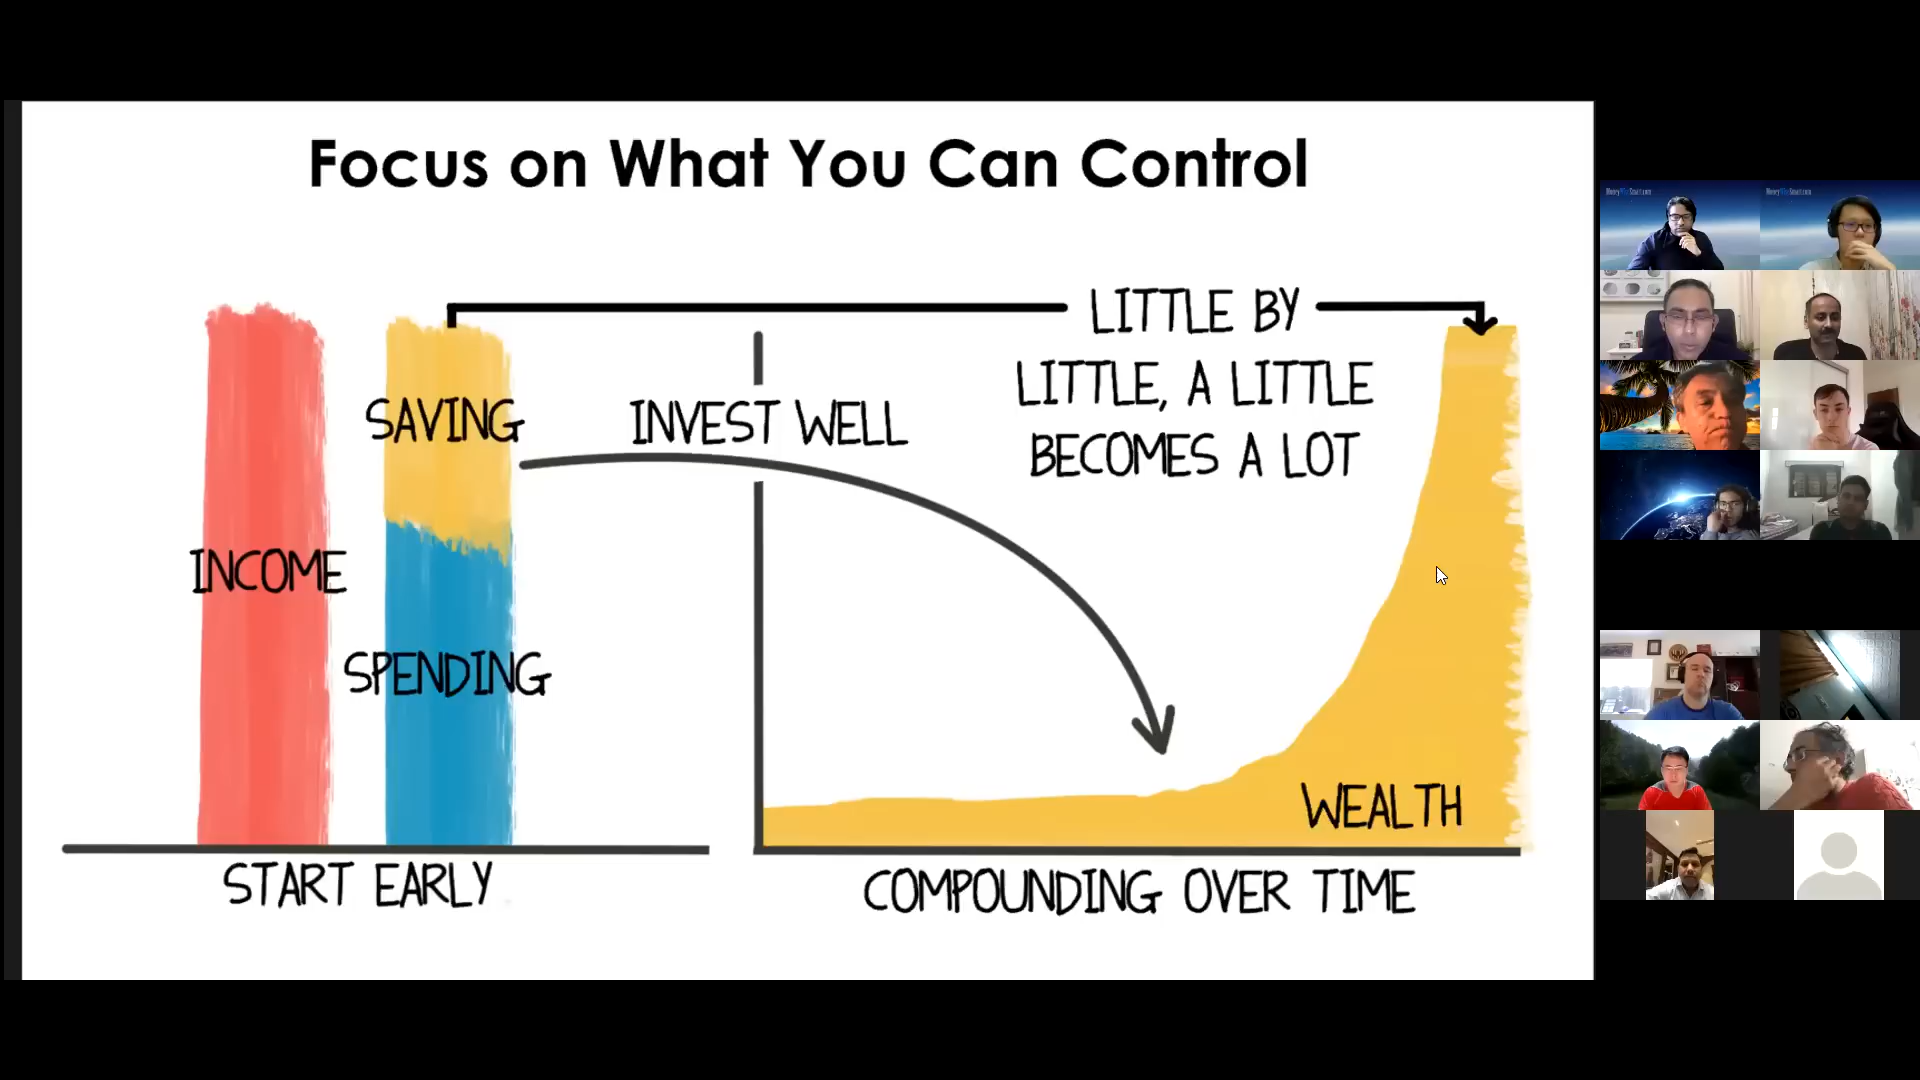 Focus on What You Can Control
LITTLE BY
LITTLE, A LITTLE
BECOMES A LOT
SAVING
INVEST WELL
INCOME
SPENDING
WEALTH
START EARLY
COMPOUNDING OVER TIME